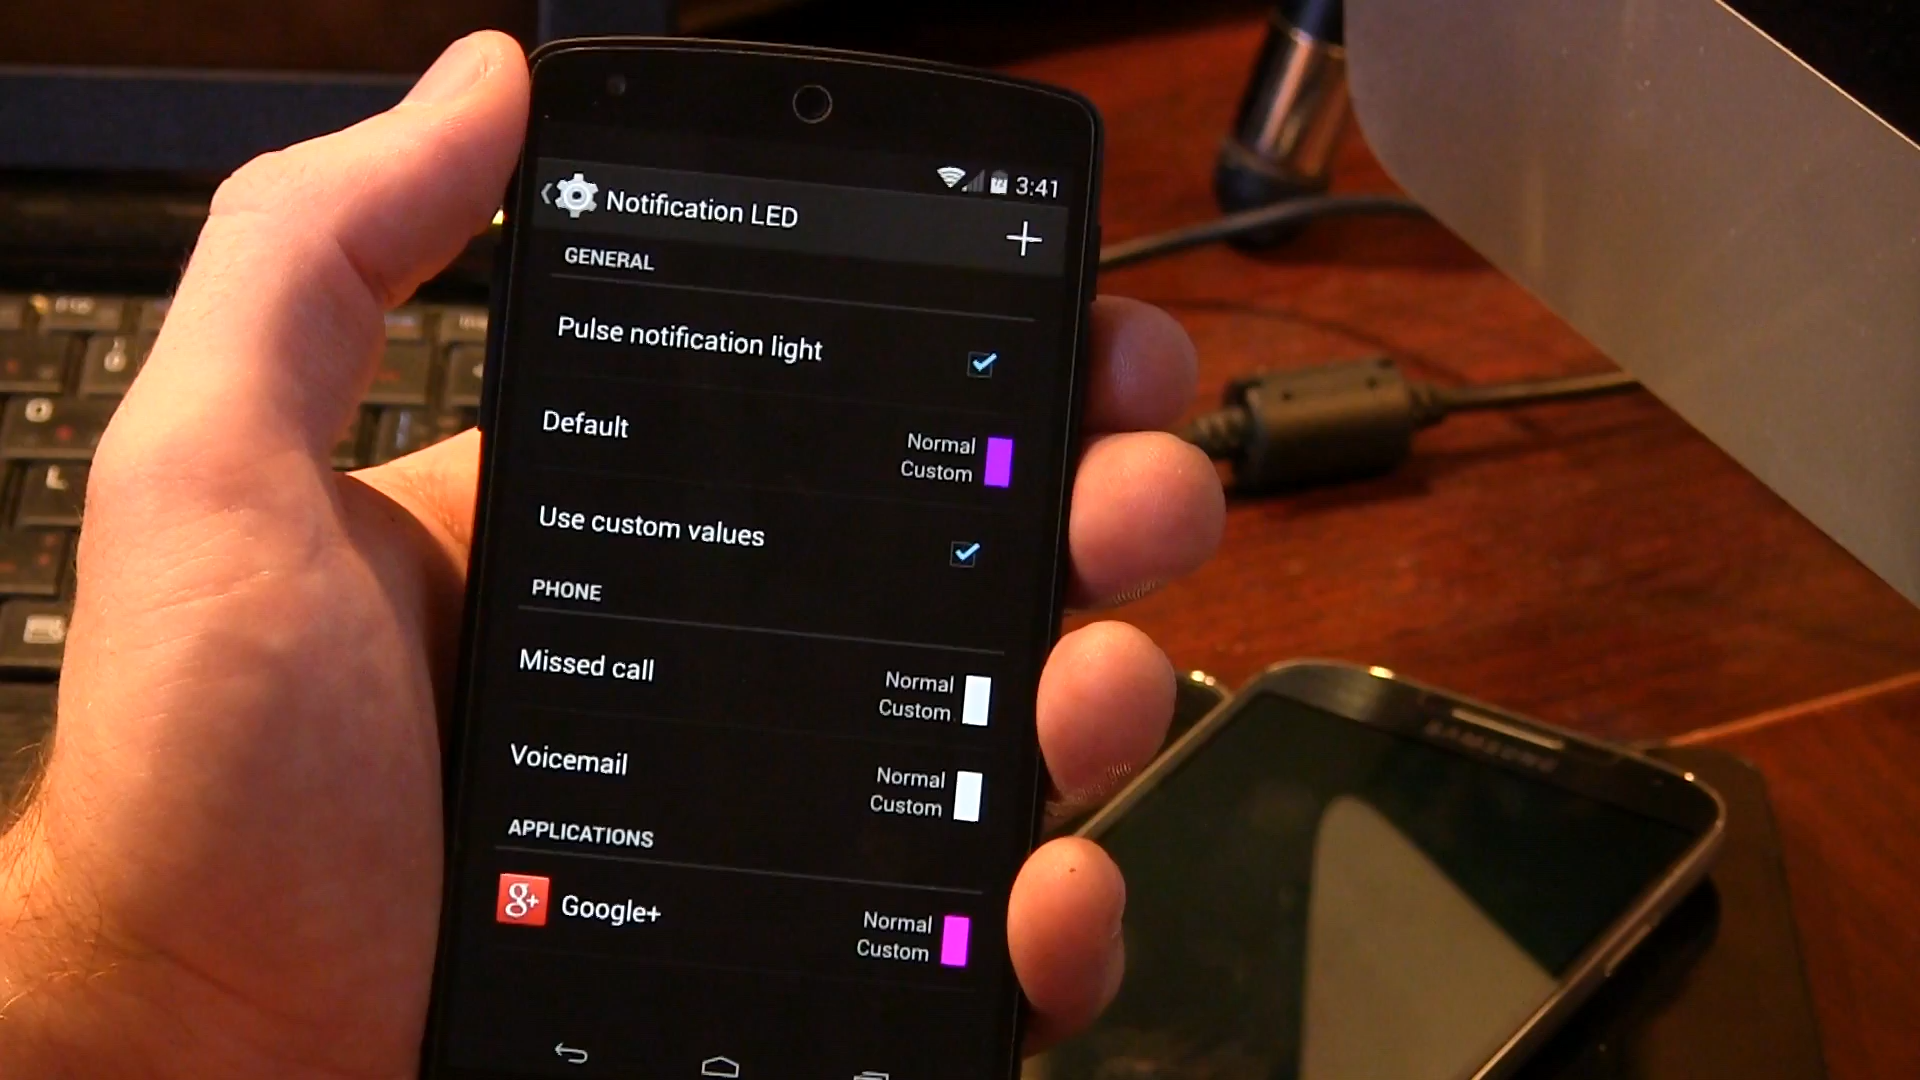 3:41
Notification LED
GENERAL
Pulse notification light
Default
Normal
Custom
Use custom values
PHONE
Missed call
Normal
Custom
Voicemail
Normal
Custom
APPLICATIONS
g+ Google+
Normal
Custom
SAMSUNG